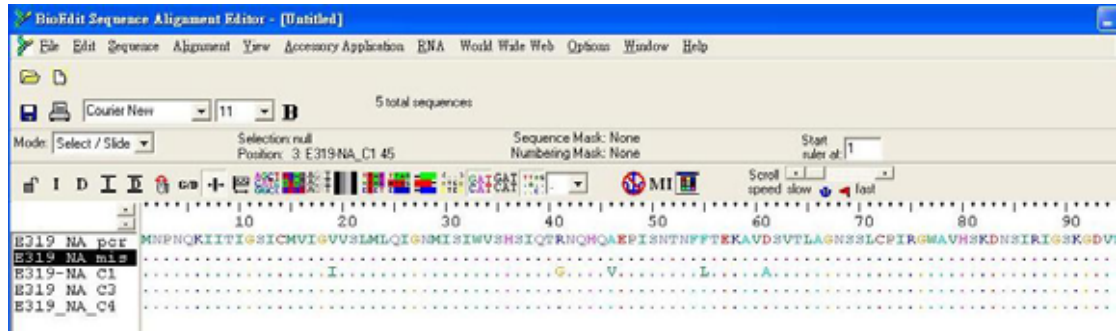 BioEdit Sequence Alignment Editor - [Untitled]
File Edit Sequence Alignment View Accessory Application RNA World Wide Web Options Window Help
Courier New 11 B 5 total sequences
Mode: Select / Slide Selection: null Sequence Mask: None Start
Position: 3: E319-NA_C1 45 Numbering Mask: None ruler at: 1
I D I D MI Scroll
speed slow fast
10 20 30 40 50 60 70 80 90
E319 NA pcr MNPNQKIITIGSICMVIGVVSLMLQIGNMISIWVSHSIQTRNQHQAEPISNTNFFTEKAVDSVTLAGNSSLCPIRGWAVHSKDNSIRIGSKGDV
E319 NA mis
E319-NA C1 I G V L A
E319 NA C3
E319_NA_C4